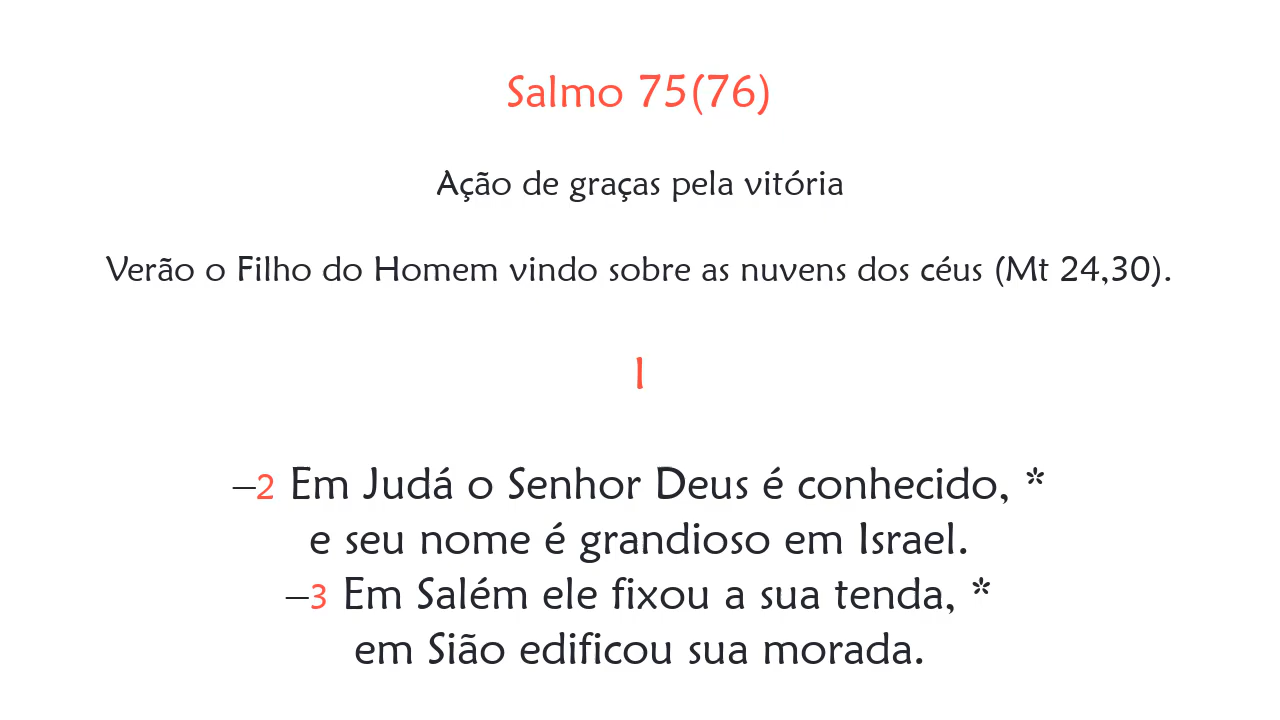 Salmo 75(76)
Ação de graças pela vitória
Verão o Filho do Homem vindo sobre as nuvens dos céus (Mt 24,30).
I
–2 Em Judá o Senhor Deus é conhecido, *
e seu nome é grandioso em Israel.
–3 Em Salém ele fixou a sua tenda, *
em Sião edificou sua morada.